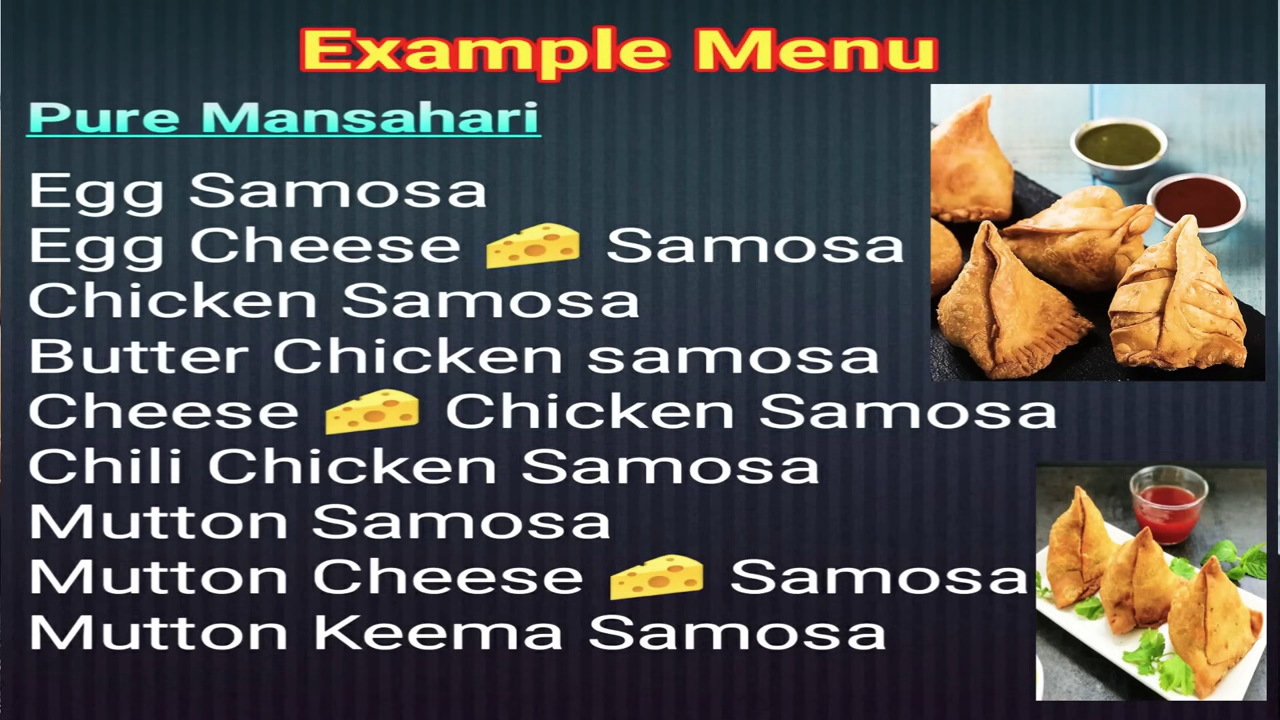 Example Menu
Pure Mansahari
Egg Samosa
Egg Cheese 🧀 Samosa
Chicken Samosa
Butter Chicken samosa
Cheese 🧀 Chicken Samosa
Chili Chicken Samosa
Mutton Samosa
Mutton Cheese 🧀 Samosa
Mutton Keema Samosa